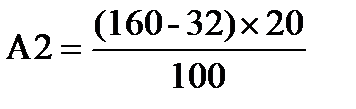 A2 = (160 - 32) × 20
100